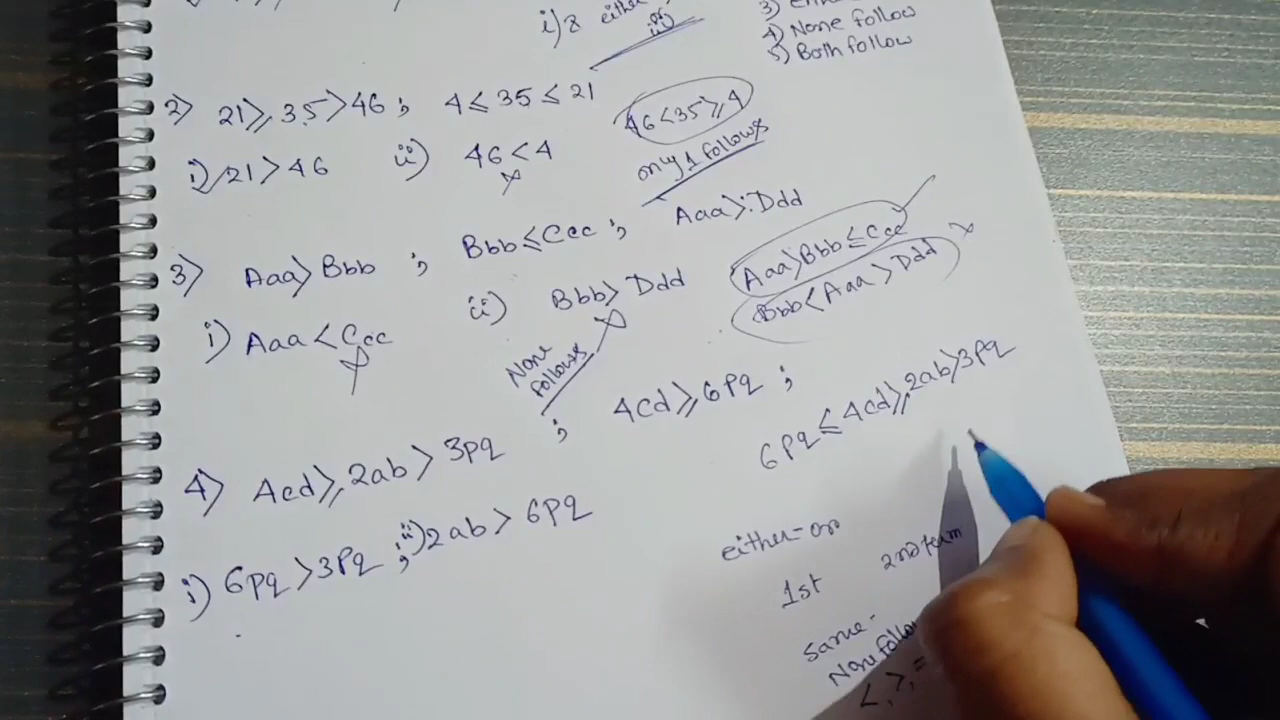 i) 2 either
or
3)
4) None follow
5) Both follow
2) 21 ≥ 35 > 46 ; 4 ≤ 35 ≤ 21
46 < 35 ≥ 4
i) 21 > 46 ii) 46 < 4
only 1 follows
3) Aaa > Bbb ; Bbb ≤ Ccc ; Aaa > Ddd
Aaa > Bbb ≤ Ccc
i) Aaa < Ccc ii) Bbb > Ddd
Bbb < Aaa > Ddd
None
follows
4) 4cd ≥ 2ab > 3pq ; 4cd ≥ 6pq ;
6pq ≤ 4cd ≥ 2ab > 3pq
i) 6pq > 3pq ; ii) 2ab > 6pq
either-or
1st 2nd term
same -
None follow
<, >, =